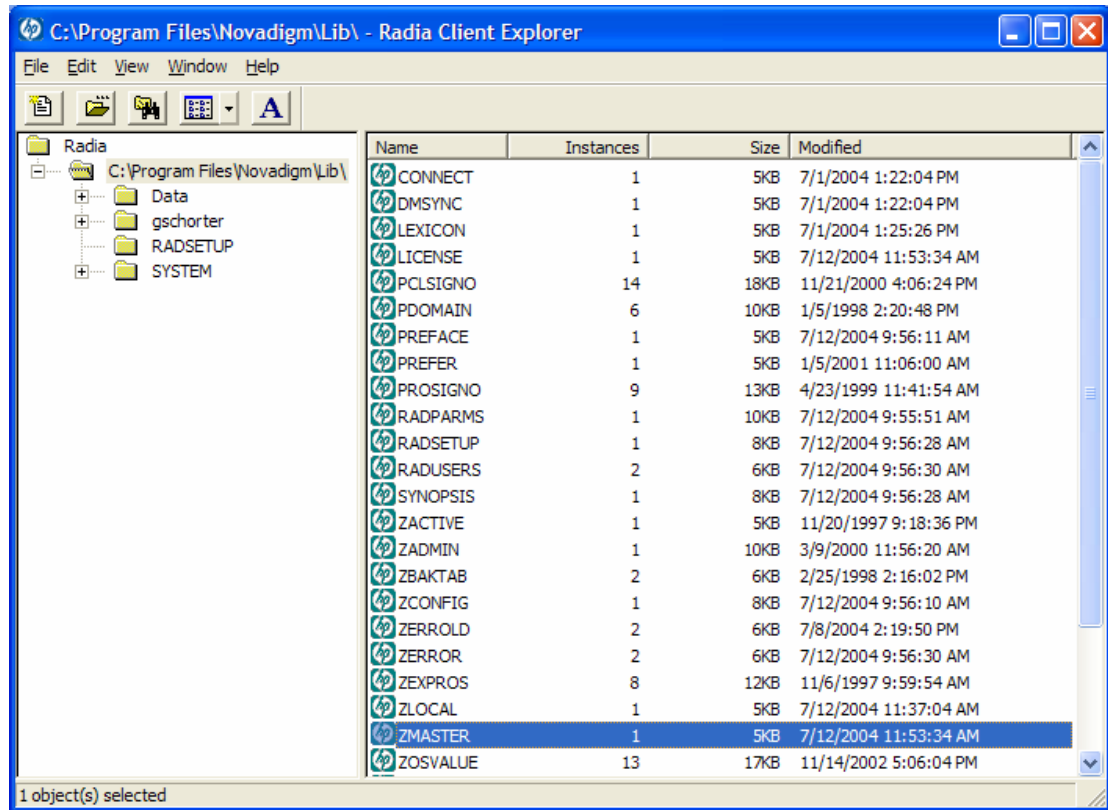 C:\Program Files\Novadigm\Lib\ - Radia Client Explorer
File Edit View Window Help
A
Radia
C:\Program Files\Novadigm\Lib\
Data
gschorter
RADSETUP
SYSTEM
Name Instances Size Modified
CONNECT 1 5KB 7/1/2004 1:22:04 PM
DMSYNC 1 5KB 7/1/2004 1:22:04 PM
LEXICON 1 5KB 7/1/2004 1:25:26 PM
LICENSE 1 5KB 7/12/2004 11:53:34 AM
PCLSIGNO 14 18KB 11/21/2000 4:06:24 PM
PDOMAIN 6 10KB 1/5/1998 2:20:48 PM
PREFACE 1 5KB 7/12/2004 9:56:11 AM
PREFER 1 5KB 1/5/2001 11:06:00 AM
PROSIGNO 9 13KB 4/23/1999 11:41:54 AM
RADPARMS 1 10KB 7/12/2004 9:55:51 AM
RADSETUP 1 8KB 7/12/2004 9:56:28 AM
RADUSERS 2 6KB 7/12/2004 9:56:30 AM
SYNOPSIS 1 8KB 7/12/2004 9:56:28 AM
ZACTIVE 1 5KB 11/20/1997 9:18:36 PM
ZADMIN 1 10KB 3/9/2000 11:56:20 AM
ZBAKTAB 2 6KB 2/25/1998 2:16:02 PM
ZCONFIG 1 8KB 7/12/2004 9:56:10 AM
ZERROLD 2 6KB 7/8/2004 2:19:50 PM
ZERROR 2 6KB 7/12/2004 9:56:30 AM
ZEXPROS 8 12KB 11/6/1997 9:59:54 AM
ZLOCAL 1 5KB 7/12/2004 11:37:04 AM
ZMASTER 1 5KB 7/12/2004 11:53:34 AM
ZOSVALUE 13 17KB 11/14/2002 5:06:04 PM
1 object(s) selected